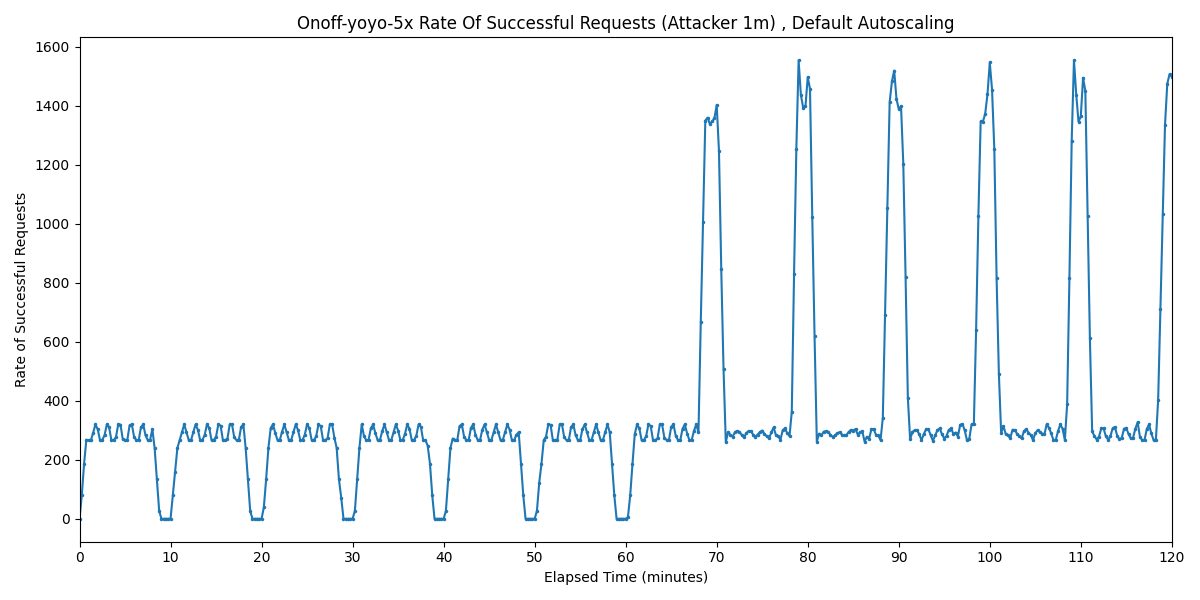 Onoff-yoyo-5x Rate Of Successful Requests (Attacker 1m) , Default Autoscaling
1600
1400
1200
1000
800
600
400
200
0
Rate of Successful Requests
0 10 20 30 40 50 60 70 80 90 100 110 120
Elapsed Time (minutes)